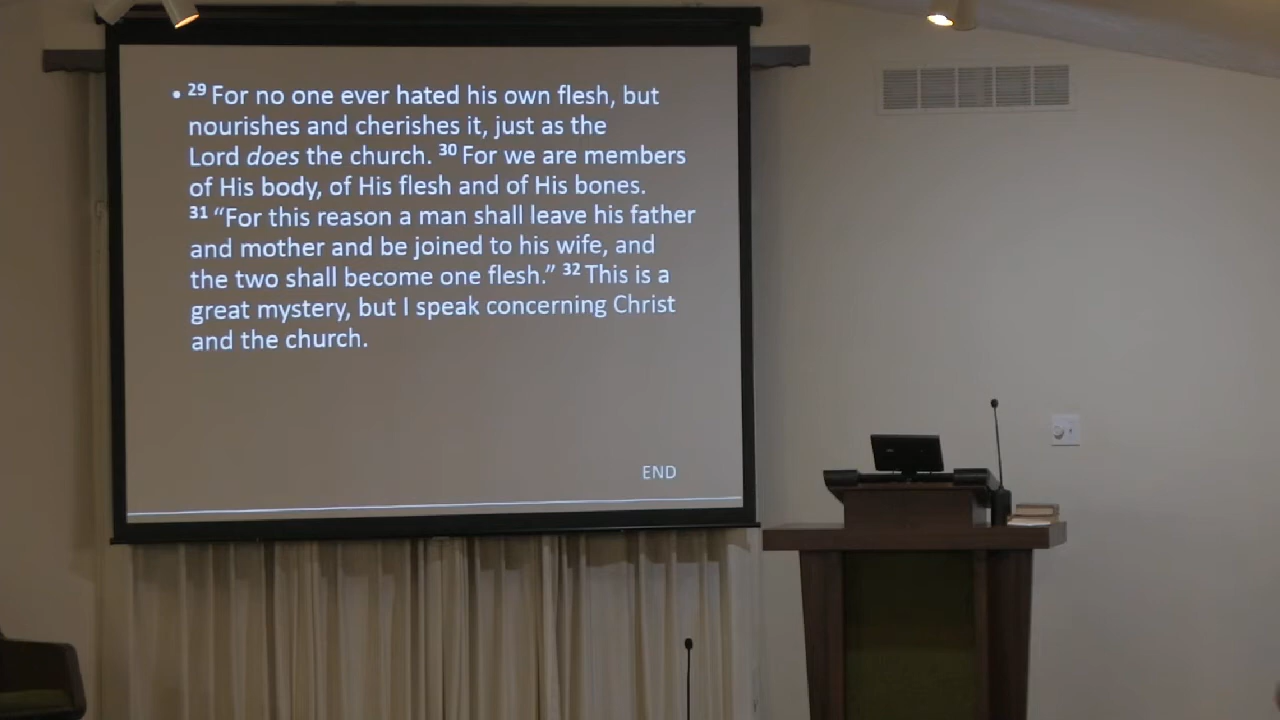 • ²⁹ For no one ever hated his own flesh, but
nourishes and cherishes it, just as the
Lord does the church. ³⁰ For we are members
of His body, of His flesh and of His bones.
³¹ “For this reason a man shall leave his father
and mother and be joined to his wife, and
the two shall become one flesh.” ³² This is a
great mystery, but I speak concerning Christ
and the church.
END